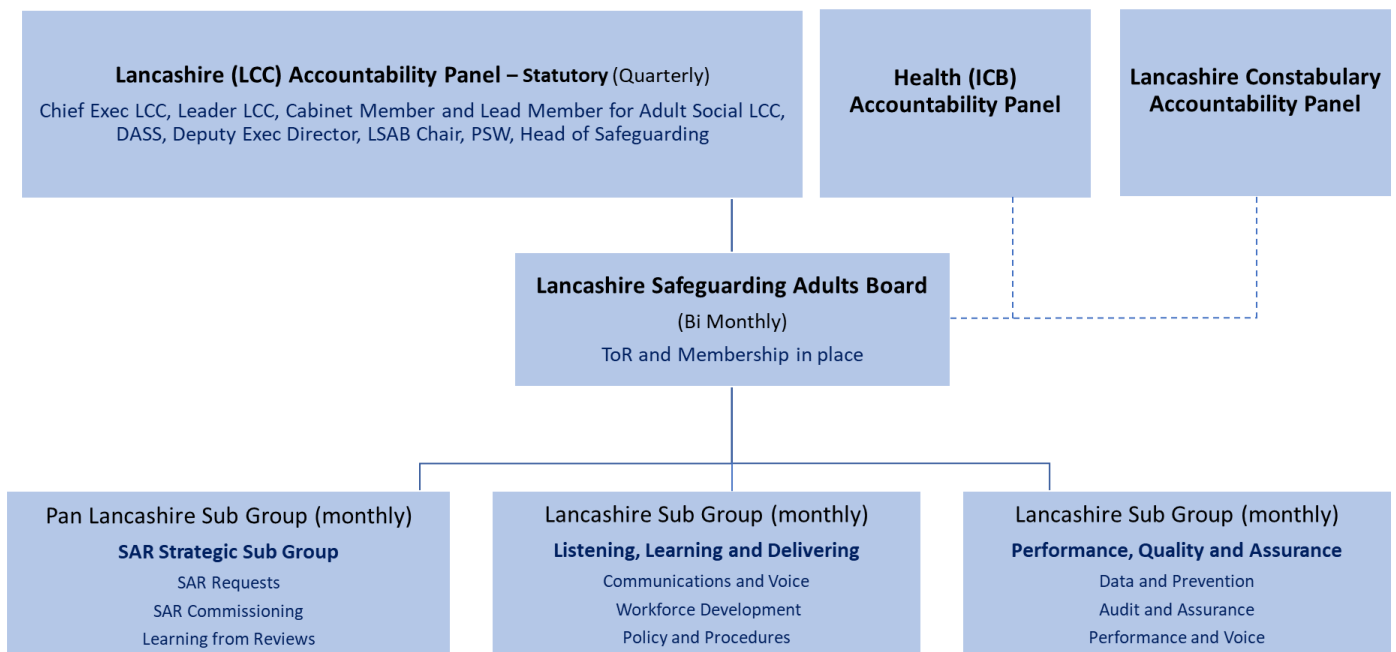 Lancashire (LCC) Accountability Panel – Statutory (Quarterly)
Chief Exec LCC, Leader LCC, Cabinet Member and Lead Member for Adult Social LCC,
DASS, Deputy Exec Director, LSAB Chair, PSW, Head of Safeguarding
Health (ICB)
Accountability Panel
Lancashire Constabulary
Accountability Panel
Lancashire Safeguarding Adults Board
(Bi Monthly)
ToR and Membership in place
Pan Lancashire Sub Group (monthly)
SAR Strategic Sub Group
SAR Requests
SAR Commissioning
Learning from Reviews
Lancashire Sub Group (monthly)
Listening, Learning and Delivering
Communications and Voice
Workforce Development
Policy and Procedures
Lancashire Sub Group (monthly)
Performance, Quality and Assurance
Data and Prevention
Audit and Assurance
Performance and Voice